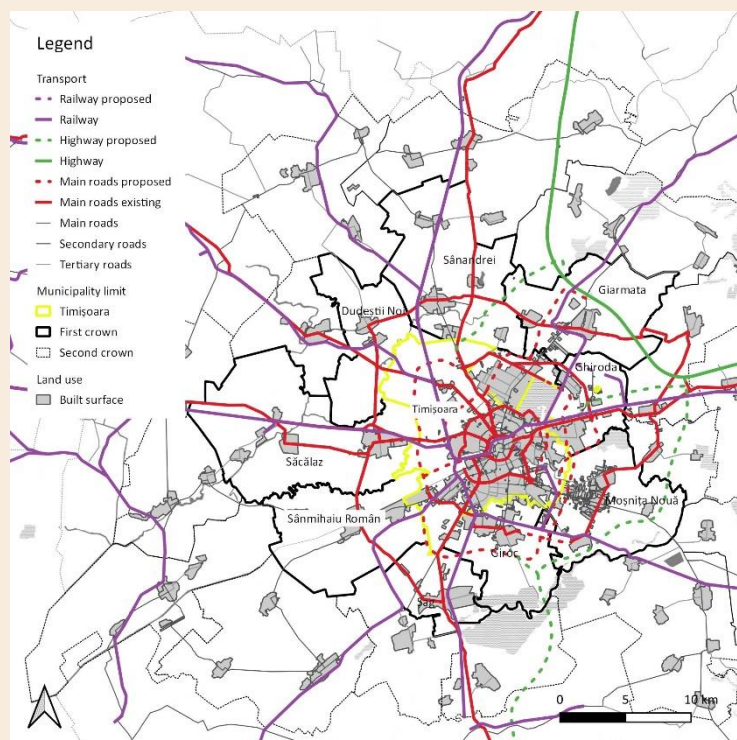 Legend
Transport
Railway proposed
Railway
Highway proposed
Highway
Main roads proposed
Main roads existing
Main roads
Secondary roads
Tertiary roads
Municipality limit
Timișoara
First crown
Second crown
Land use
Built surface
Sânandrei
Giarmata
Dudeștii Noi
Ghiroda
Timișoara
Săcălaz
Moșnița Nouă
Sânmihaiu Român
Giroc
Șag
0 5 10 km